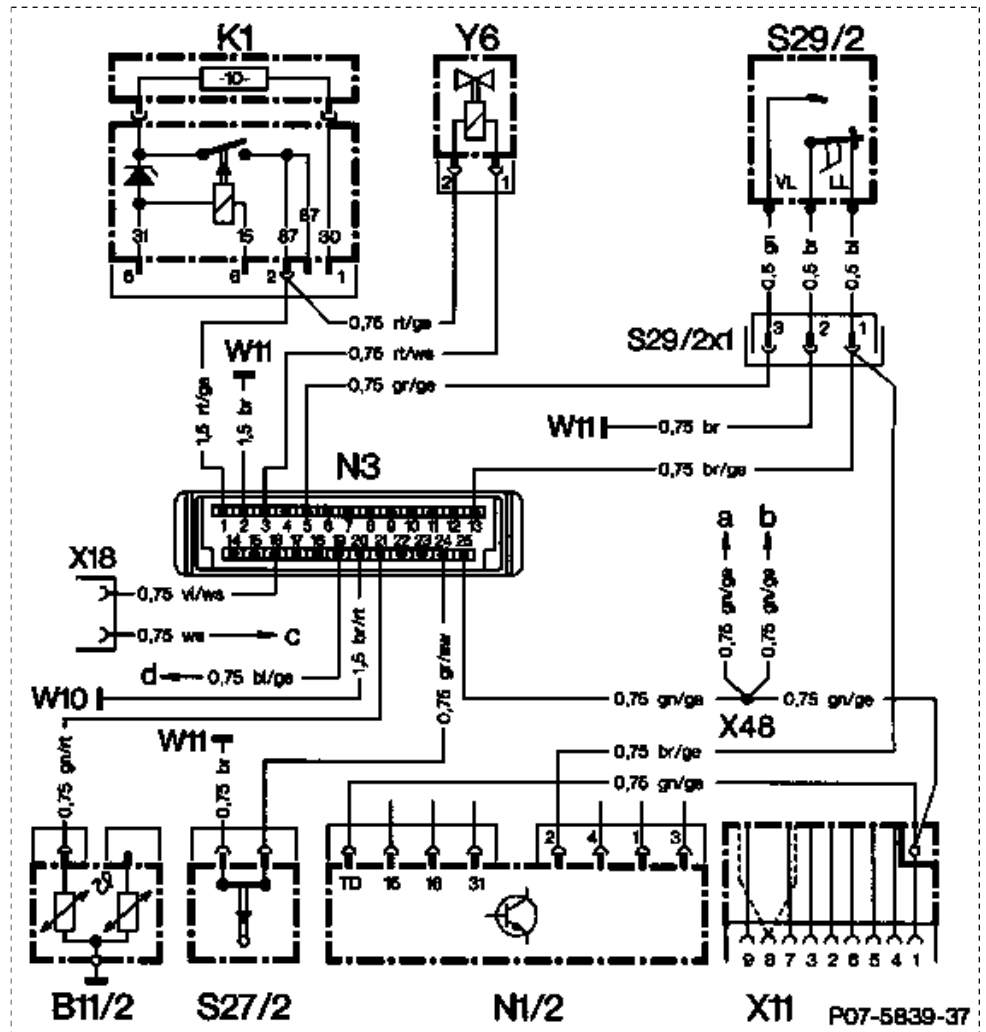 K1 Y6 S29/2
-10-
2 1
VL LL
31 15 87 87 30
5 6 2 1
0,5 gn 0,5 br 0,5 bl
0,75 rt/ge
S29/2x1 3 2 1
W11
0,75 rt/ws
0,75 gr/ge
1,5 rt/ge 1,5 br
W11 0,75 br
N3
0,75 br/ge
1 2 3 4 5 6 7 8 9 10 11 12 13
14 15 16 17 18 19 20 21 22 23 24 25
a b
X18
0,75 vi/ws
0,75 gn/ge 0,75 gn/ge
0,75 ws c
1,5 br/rt
d 0,75 bl/ge
0,75 gr/sw
W10
0,75 gn/ge 0,75 gn/ge
X48
W11
0,75 gn/rt 0,75 br
0,75 br/ge
0,75 gn/ge
2 4 1 3
TD 15 16 31
9 8 7 3 2 6 5 4 1
B11/2 S27/2 N1/2 X11 P07-5839-37